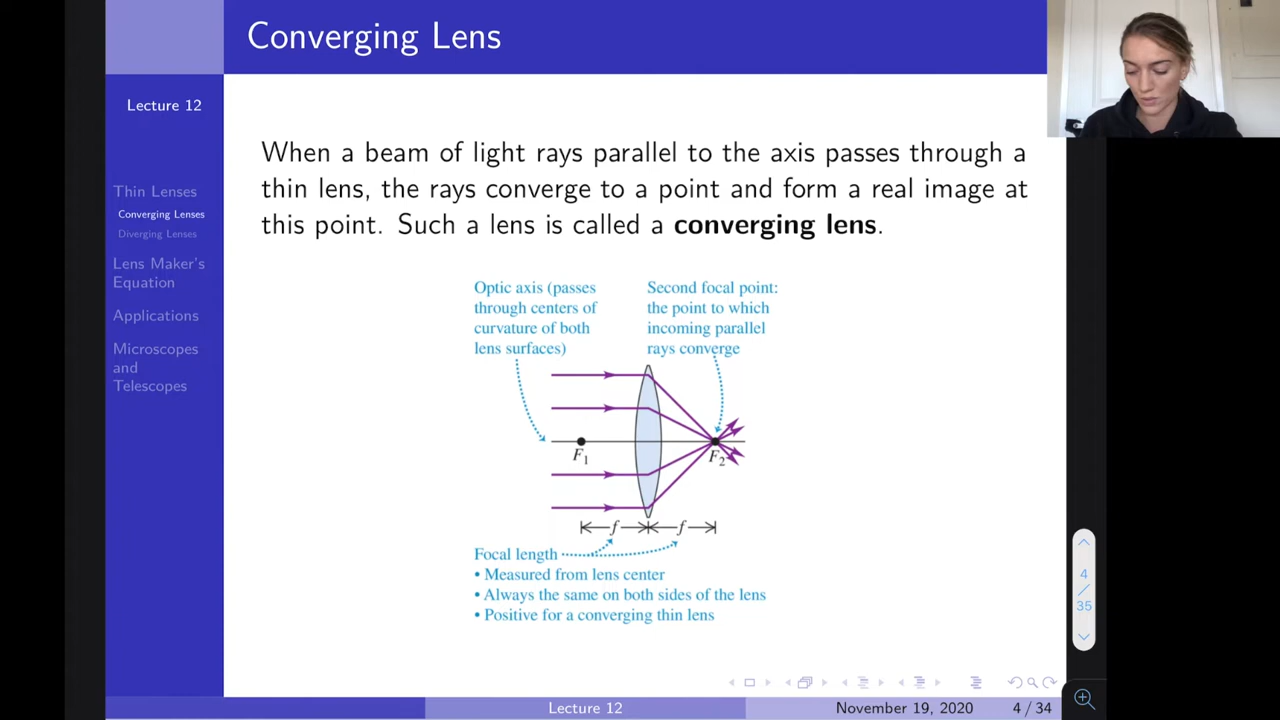 Converging Lens
Lecture 12
Thin Lenses
Converging Lenses
Diverging Lenses
Lens Maker's
Equation
Applications
Microscopes
and
Telescopes
When a beam of light rays parallel to the axis passes through a
thin lens, the rays converge to a point and form a real image at
this point. Such a lens is called a converging lens.
Optic axis (passes
through centers of
curvature of both
lens surfaces)
Second focal point:
the point to which
incoming parallel
rays converge
F₁
F₂
f
f
Focal length
• Measured from lens center
• Always the same on both sides of the lens
• Positive for a converging thin lens
4
/
35
Lecture 12
November 19, 2020
4 / 34